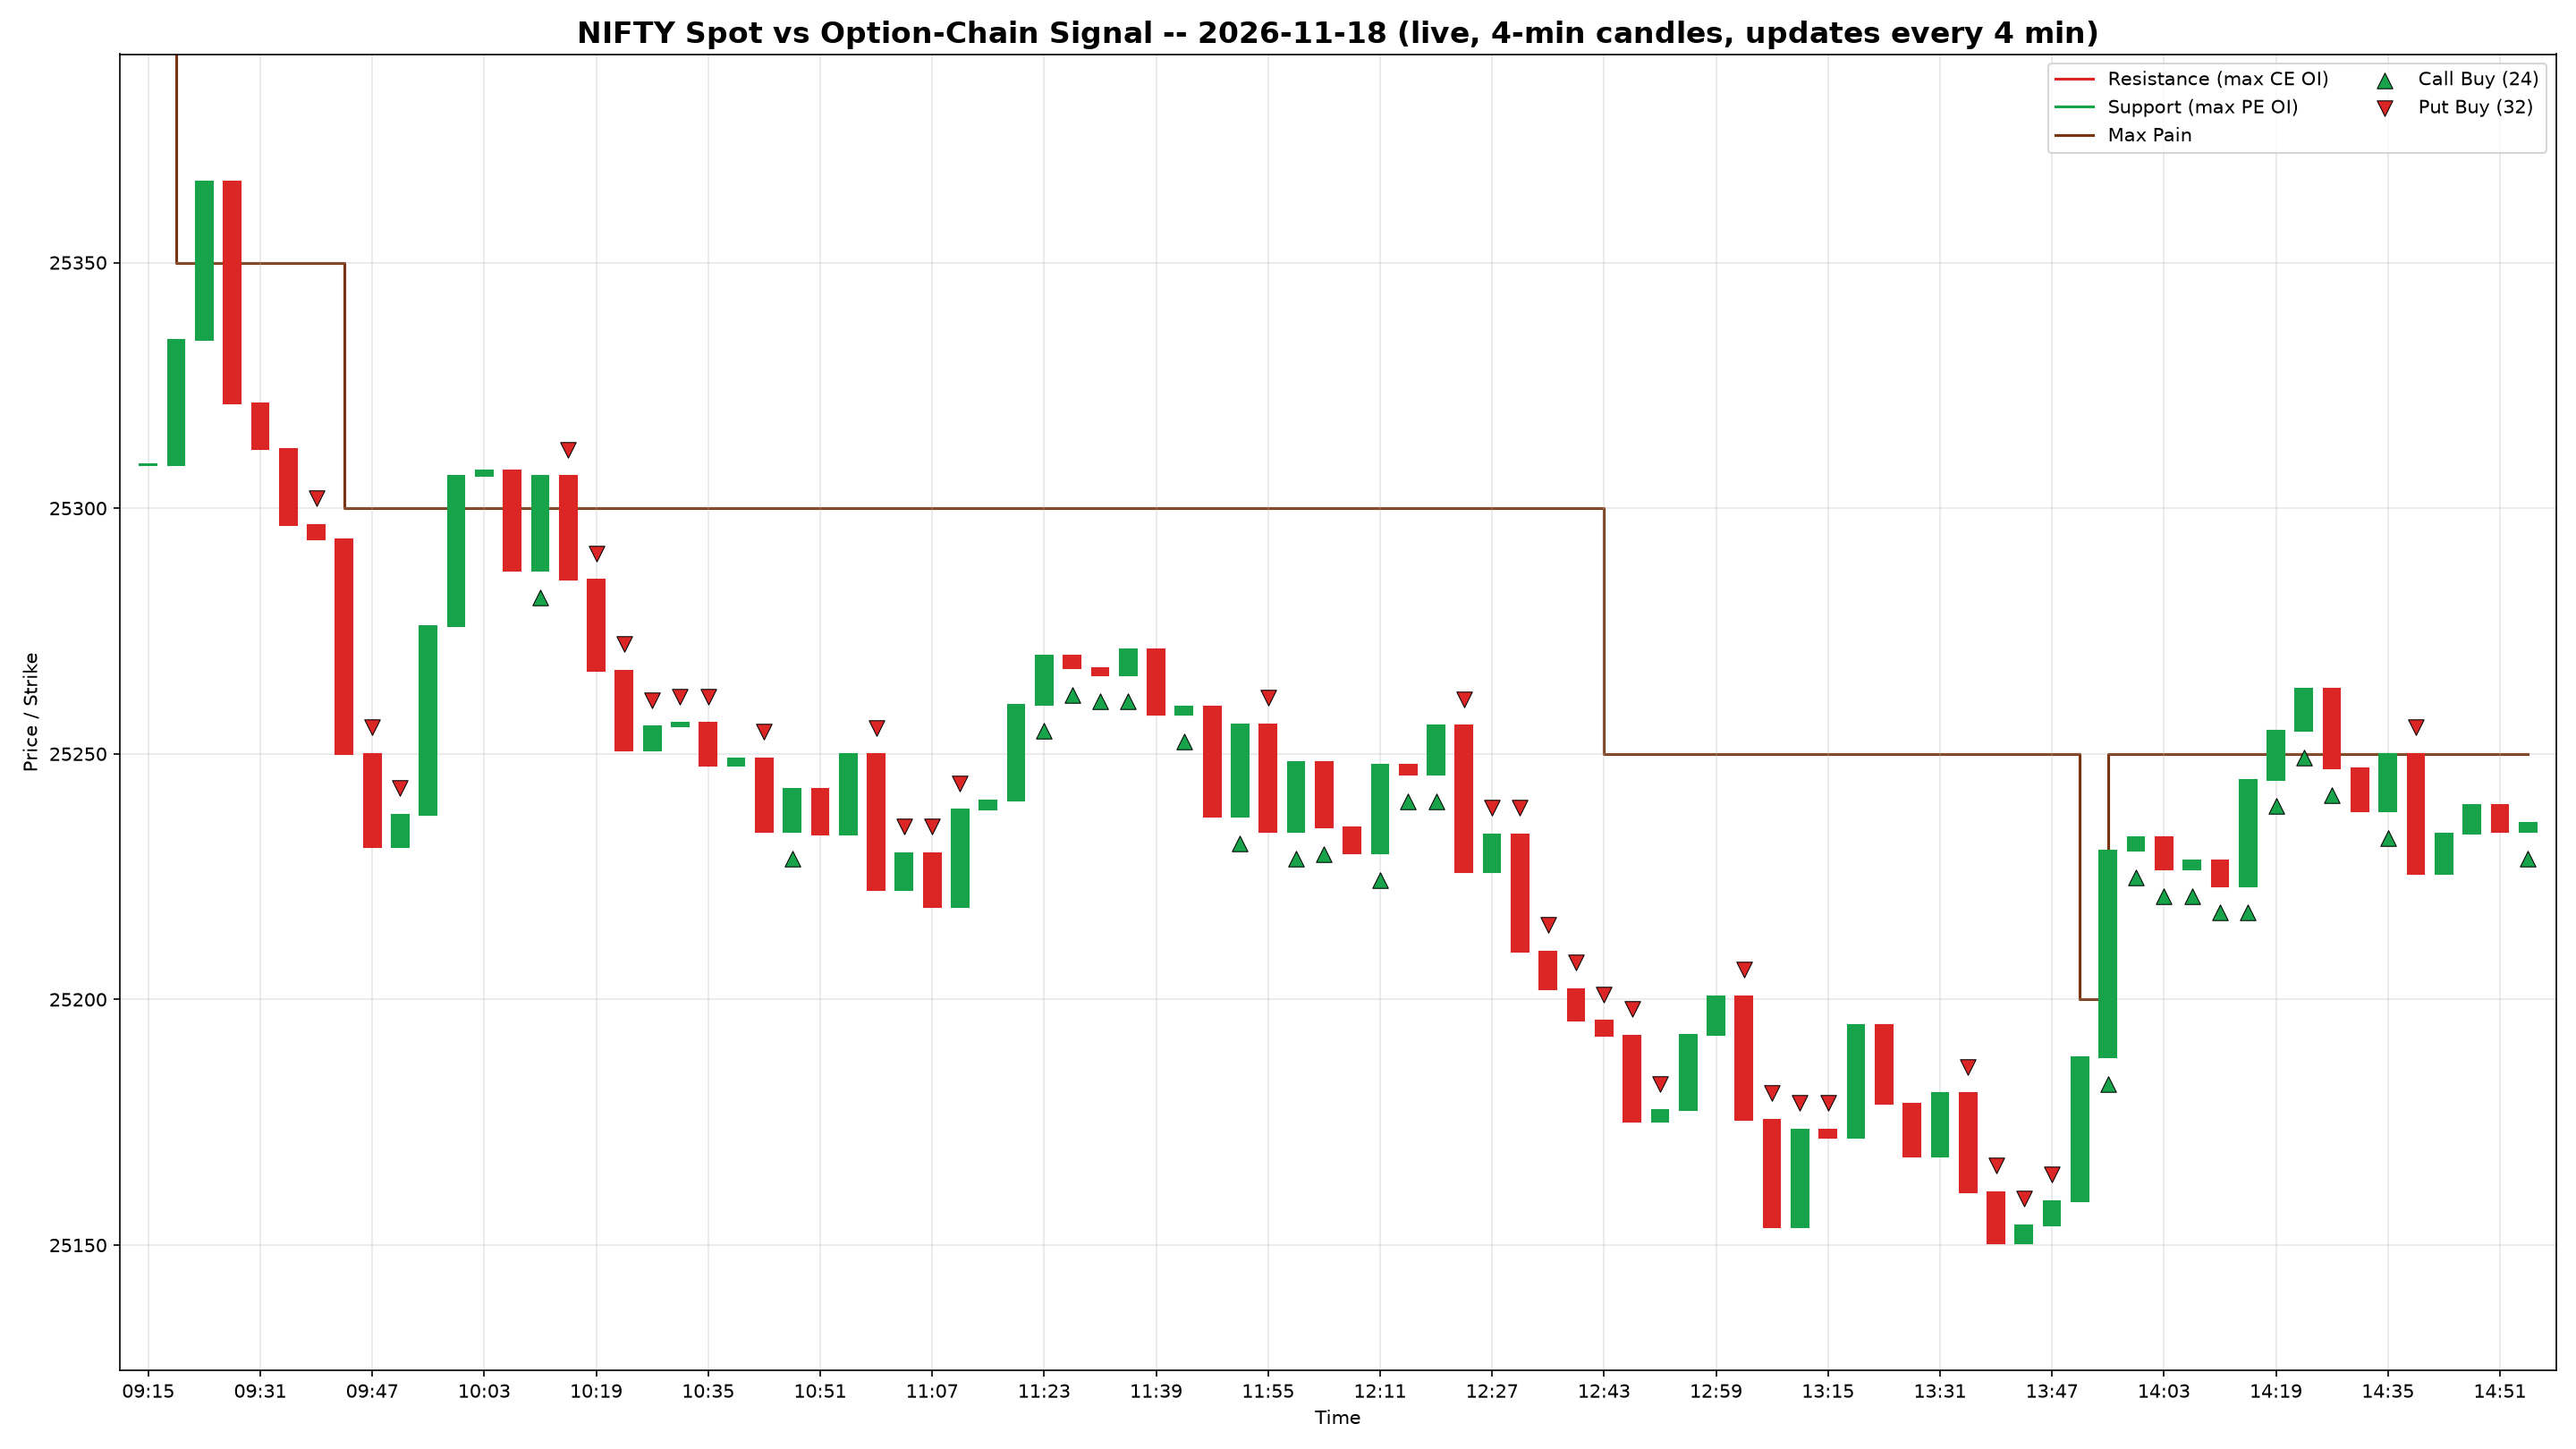 NIFTY Spot vs Option-Chain Signal -- 2026-11-18 (live, 4-min candles, updates every 4 min)
Resistance (max CE OI)
Support (max PE OI)
Max Pain
Call Buy (24)
Put Buy (32)
Price / Strike
25350
25300
25250
25200
25150
09:15 09:31 09:47 10:03 10:19 10:35 10:51 11:07 11:23 11:39 11:55 12:11 12:27 12:43 12:59 13:15 13:31 13:47 14:03 14:19 14:35 14:51
Time